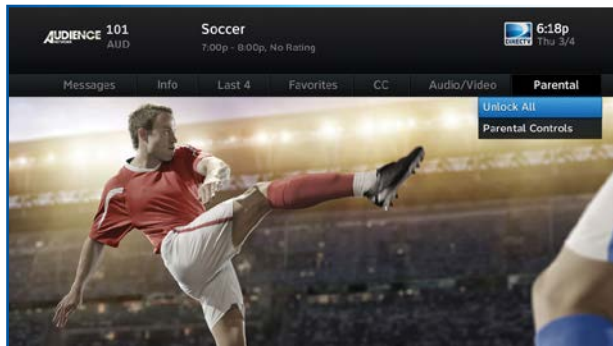 AUDIENCE
NETWORK
101
AUD
Soccer
7:00p - 8:00p, No Rating
DIRECTV
6:18p
Thu 3/4
Messages Info Last 4 Favorites CC Audio/Video Parental
Unlock All
Parental Controls